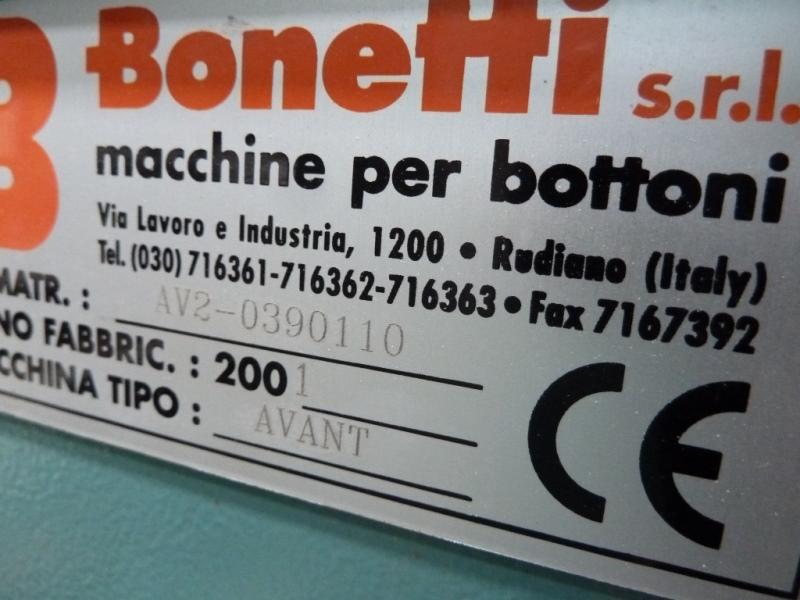 B Bonetti s.r.l.
macchine per bottoni
Via Lavoro e Industria, 1200 • Rudiano (Italy)
Tel. (030) 716361-716362-716363 • Fax 7167392
MATR. : AV2-0390110
NO FABBRIC. : 2001
CCHINA TIPO : AVANT
CE